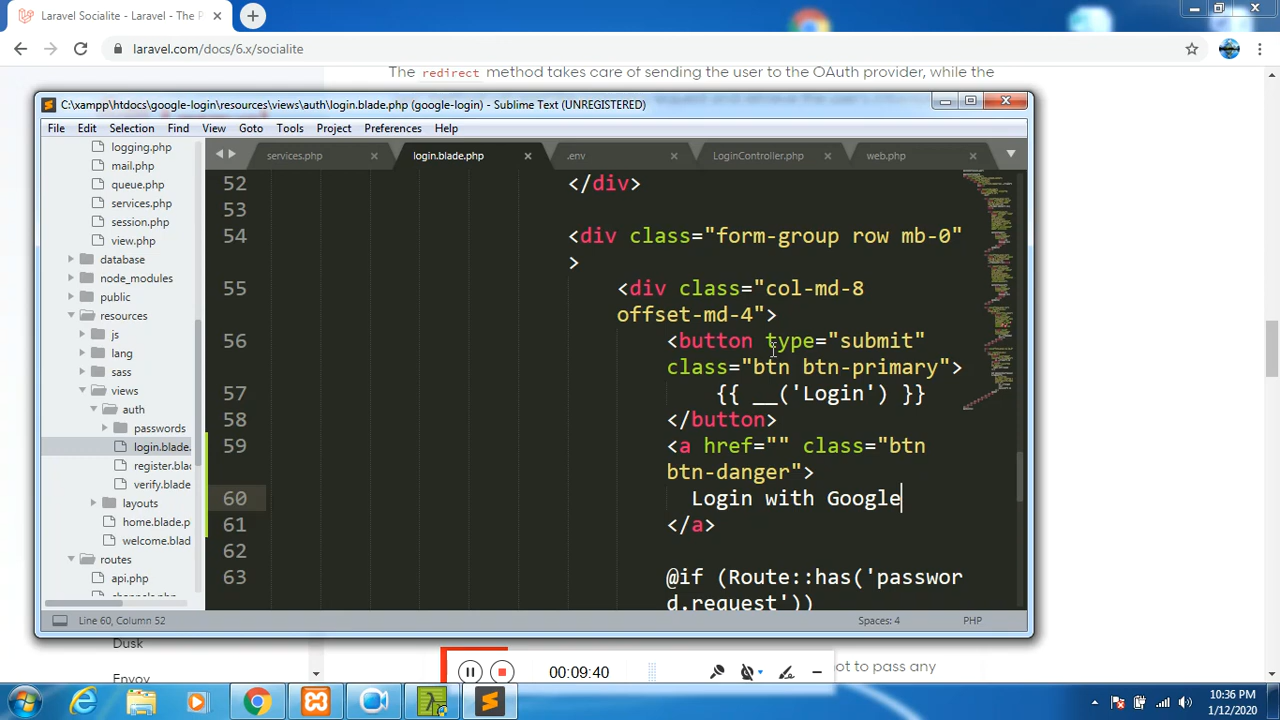 Laravel Socialite - Laravel - The P
laravel.com/docs/6.x/socialite
The redirect method takes care of sending the user to the OAuth provider, while the
C:\xampp\htdocs\google-login\resources\views\auth\login.blade.php (google-login) - Sublime Text (UNREGISTERED)
File Edit Selection Find View Goto Tools Project Preferences Help
services.php login.blade.php .env LoginController.php web.php
logging.php
mail.php
queue.php
services.php
session.php
view.php
database
node_modules
public
resources
js
lang
sass
views
auth
passwords
login.blade.
register.bla
verify.blade
layouts
home.blade.p
welcome.blad
routes
api.php
52 </div>
53
54 <div class="form-group row mb-0"
>
55 <div class="col-md-8
offset-md-4">
56 <button type="submit"
class="btn btn-primary">
57 {{ __('Login') }}
58 </button>
59 <a href="" class="btn
btn-danger">
60 Login with Google
61 </a>
62
63 @if (Route::has('passwor
d.request'))
Line 60, Column 52
Spaces: 4
PHP
Dusk
Envoy
ot to pass any
00:09:40
10:36 PM
1/12/2020